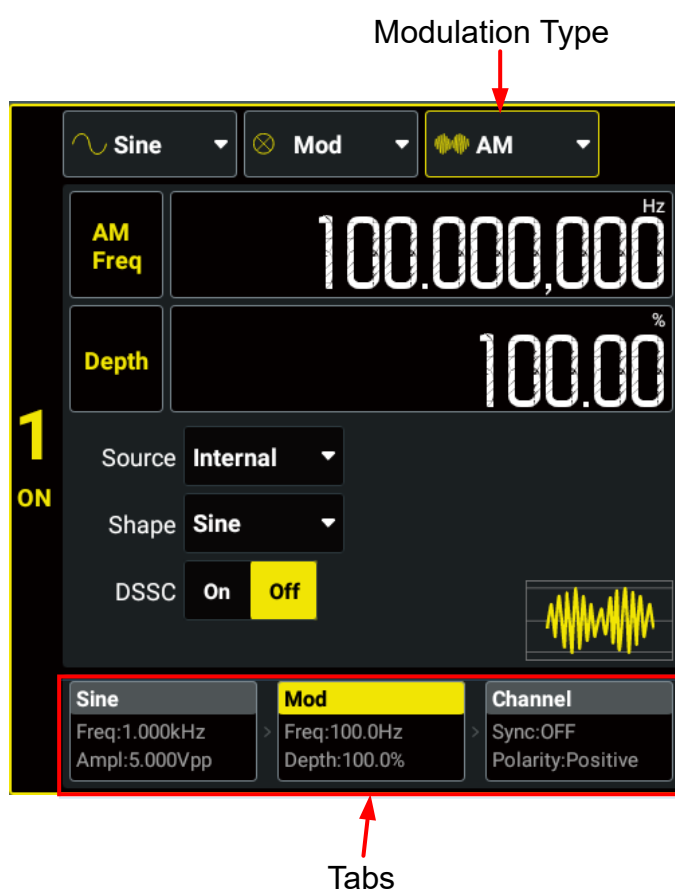 Modulation Type
Sine
Mod
AM
AM
Freq
100.000,000
Hz
Depth
100.00
%
1
ON
Source
Internal
Shape
Sine
DSSC
On
Off
Sine
Freq:1.000kHz
Ampl:5.000Vpp
>
Mod
Freq:100.0Hz
Depth:100.0%
>
Channel
Sync:OFF
Polarity:Positive
Tabs